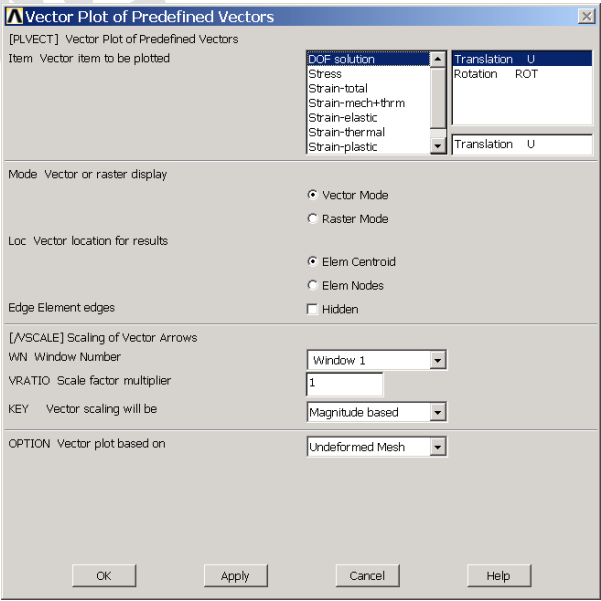 Vector Plot of Predefined Vectors
[PLVECT] Vector Plot of Predefined Vectors
Item Vector item to be plotted
DOF solution
Stress
Strain-total
Strain-mech+thrm
Strain-elastic
Strain-thermal
Strain-plastic
Translation U
Rotation ROT
Translation U
Mode Vector or raster display
Vector Mode
Raster Mode
Loc Vector location for results
Elem Centroid
Elem Nodes
Edge Element edges
Hidden
[/VSCALE] Scaling of Vector Arrows
WN Window Number
Window 1
VRATIO Scale factor multiplier
1
KEY Vector scaling will be
Magnitude based
OPTION Vector plot based on
Undeformed Mesh
OK Apply Cancel Help